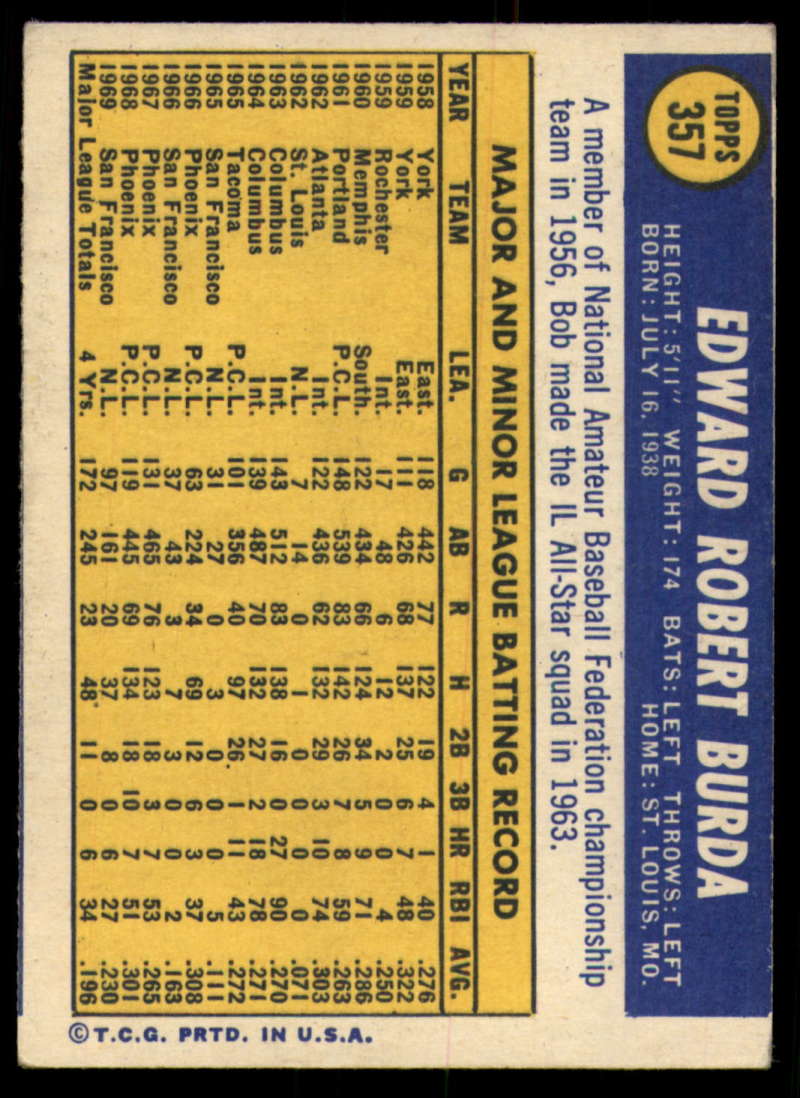 TOPPS
357
EDWARD ROBERT BURDA
HEIGHT: 5'11" WEIGHT: 174 BATS: LEFT THROWS: LEFT
BORN: JULY 16, 1938 HOME: ST. LOUIS, MO.
A member of National Amateur Baseball Federation championship
team in 1956, Bob made the IL All-Star squad in 1963.
MAJOR AND MINOR LEAGUE BATTING RECORD
YEAR TEAM LEA. G AB R H 2B 3B HR RBI AVG.
1958 York East. 118 442 77 122 19 4 1 40 .276
1959 York East. 111 426 68 137 25 6 7 48 .322
1959 Rochester Int. 17 48 6 12 2 0 0 4 .250
1960 Memphis South. 122 434 66 124 34 5 9 71 .286
1961 Portland P.C.L. 148 539 83 142 26 7 8 59 .263
1962 Atlanta Int. 122 436 62 132 29 3 10 74 .303
1962 St. Louis N.L. 7 14 0 1 0 0 0 0 .071
1963 Columbus Int. 143 512 83 138 16 0 27 90 .270
1964 Columbus Int. 139 487 70 132 27 2 18 78 .271
1965 Tacoma P.C.L. 101 356 40 97 26 1 11 43 .272
1965 San Francisco N.L. 31 27 0 3 0 0 0 5 .111
1966 Phoenix P.C.L. 63 224 34 69 12 6 3 37 .308
1966 San Francisco N.L. 37 43 3 7 3 0 0 2 .163
1967 Phoenix P.C.L. 131 465 76 123 18 3 7 53 .265
1968 Phoenix P.C.L. 119 445 69 134 18 10 7 51 .301
1969 San Francisco N.L. 97 161 20 37 8 0 6 27 .230
Major League Totals 4 Yrs. 172 245 23 48 11 0 6 34 .196
© T.C.G. PRTD. IN U.S.A.